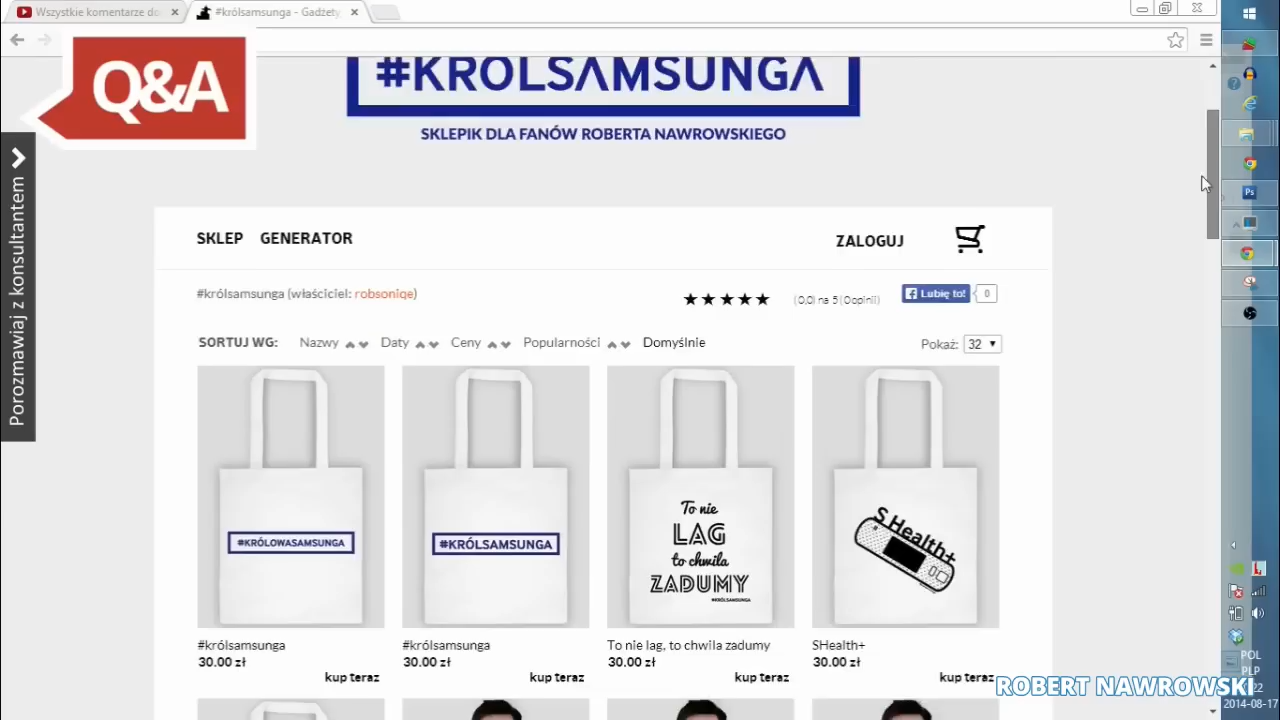 Wszystkie komentarze do
#królsamsunga - Gadżety,
Q&A
#KRÓLSAMSUNGA
SKLEPIK DLA FANÓW ROBERTA NAWROWSKIEGO
Porozmawiaj z konsultantem
SKLEP GENERATOR ZALOGUJ
#królsamsunga (właściciel: robsoniqe)
(0,0) na 5 (0 opinii) Lubię to! 0
SORTUJ WG: Nazwy Daty Ceny Popularności Domyślnie Pokaż: 32
#KRÓLOWASAMSUNGA
#KRÓLSAMSUNGA
To nie
LAG
to chwilka
ZADUMY
#KRÓLSAMSUNGA
S Health+
#królsamsunga
30.00 zł
kup teraz
#królsamsunga
30.00 zł
kup teraz
To nie lag, to chwila zadumy
30.00 zł
kup teraz
SHealth+
30.00 zł
kup teraz
Ps
POL
PLP
22
2014-08-17
ROBERT NAWROWSKI